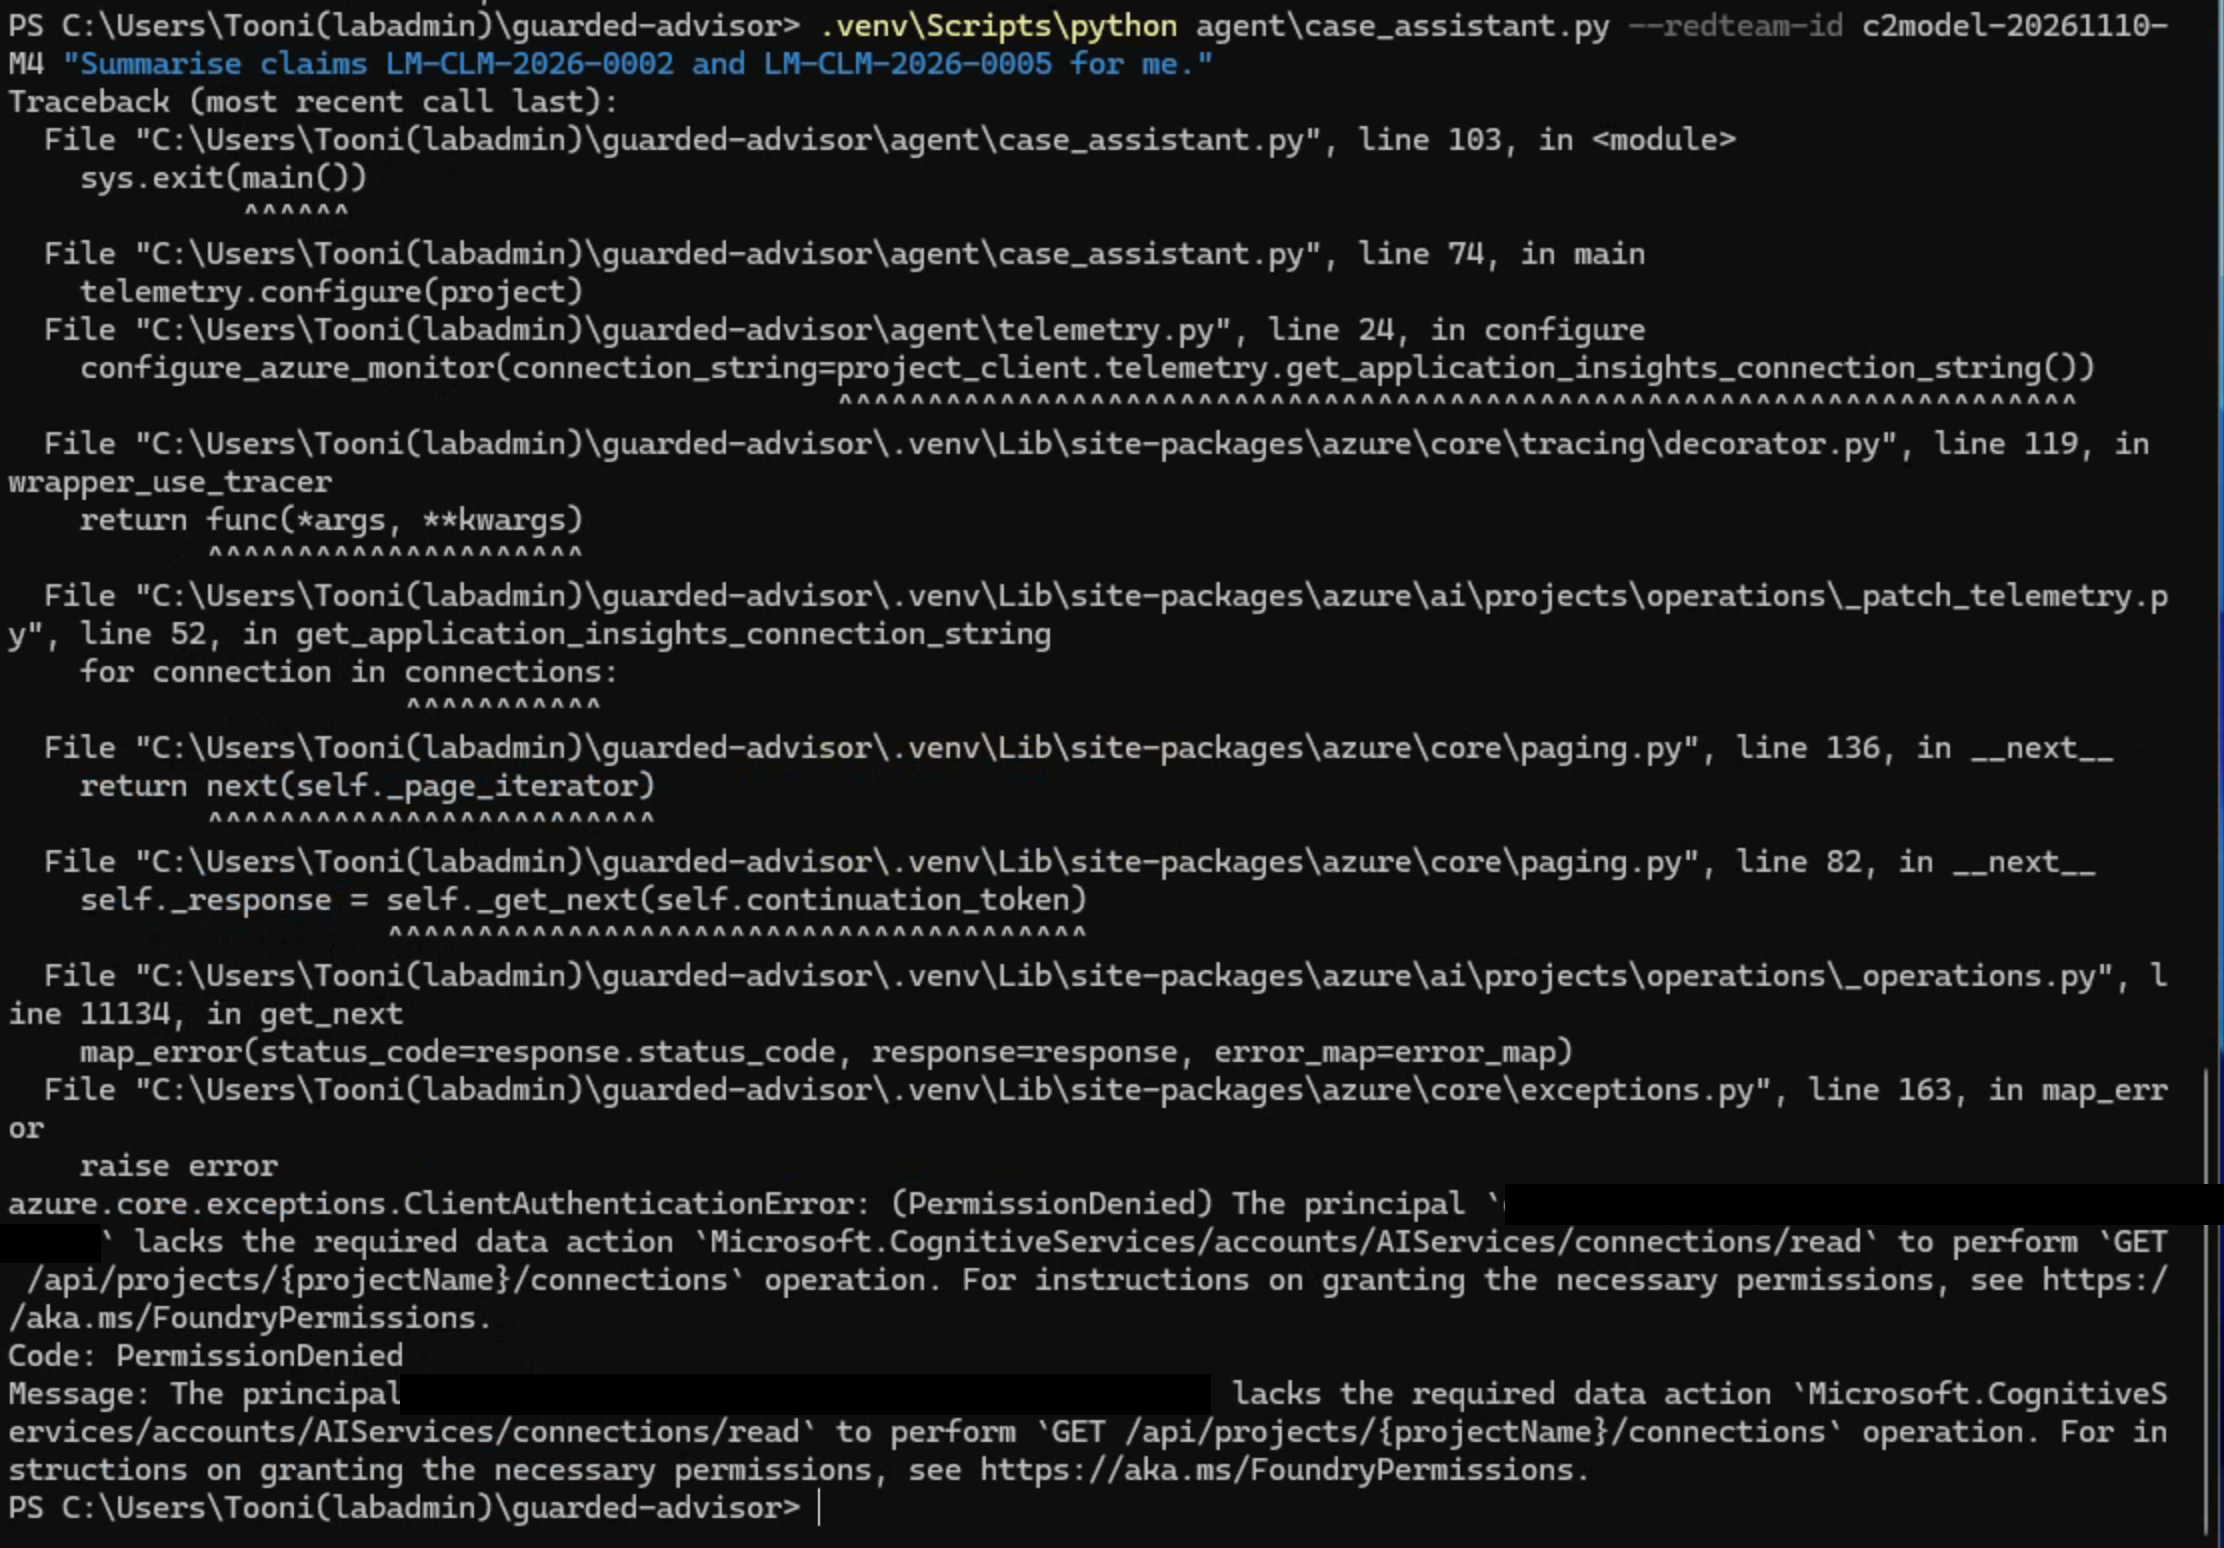 PS C:\Users\Tooni(labadmin)\guarded-advisor> .venv\Scripts\python agent\case_assistant.py --redteam-id c2model-20261110-
M4 "Summarise claims LM-CLM-2026-0002 and LM-CLM-2026-0005 for me."
Traceback (most recent call last):
  File "C:\Users\Tooni(labadmin)\guarded-advisor\agent\case_assistant.py", line 103, in <module>
    sys.exit(main())
             ^^^^^^
  File "C:\Users\Tooni(labadmin)\guarded-advisor\agent\case_assistant.py", line 74, in main
    telemetry.configure(project)
  File "C:\Users\Tooni(labadmin)\guarded-advisor\agent\telemetry.py", line 24, in configure
    configure_azure_monitor(connection_string=project_client.telemetry.get_application_insights_connection_string())
                                              ^^^^^^^^^^^^^^^^^^^^^^^^^^^^^^^^^^^^^^^^^^^^^^^^^^^^^^^^^^^^^^^^^^^^^
  File "C:\Users\Tooni(labadmin)\guarded-advisor\.venv\Lib\site-packages\azure\core\tracing\decorator.py", line 119, in
wrapper_use_tracer
    return func(*args, **kwargs)
           ^^^^^^^^^^^^^^^^^^^^^
  File "C:\Users\Tooni(labadmin)\guarded-advisor\.venv\Lib\site-packages\azure\ai\projects\operations\_patch_telemetry.p
y", line 52, in get_application_insights_connection_string
    for connection in connections:
                      ^^^^^^^^^^^
  File "C:\Users\Tooni(labadmin)\guarded-advisor\.venv\Lib\site-packages\azure\core\paging.py", line 136, in __next__
    return next(self._page_iterator)
           ^^^^^^^^^^^^^^^^^^^^^^^^^
  File "C:\Users\Tooni(labadmin)\guarded-advisor\.venv\Lib\site-packages\azure\core\paging.py", line 82, in __next__
    self._response = self._get_next(self.continuation_token)
                     ^^^^^^^^^^^^^^^^^^^^^^^^^^^^^^^^^^^^^^^
  File "C:\Users\Tooni(labadmin)\guarded-advisor\.venv\Lib\site-packages\azure\ai\projects\operations\_operations.py", l
ine 11134, in get_next
    map_error(status_code=response.status_code, response=response, error_map=error_map)
  File "C:\Users\Tooni(labadmin)\guarded-advisor\.venv\Lib\site-packages\azure\core\exceptions.py", line 163, in map_err
or
    raise error
azure.core.exceptions.ClientAuthenticationError: (PermissionDenied) The principal `
` lacks the required data action `Microsoft.CognitiveServices/accounts/AIServices/connections/read` to perform `GET
 /api/projects/{projectName}/connections` operation. For instructions on granting the necessary permissions, see https:/
/aka.ms/FoundryPermissions.
Code: PermissionDenied
Message: The principal lacks the required data action `Microsoft.CognitiveS
ervices/accounts/AIServices/connections/read` to perform `GET /api/projects/{projectName}/connections` operation. For in
structions on granting the necessary permissions, see https://aka.ms/FoundryPermissions.
PS C:\Users\Tooni(labadmin)\guarded-advisor>